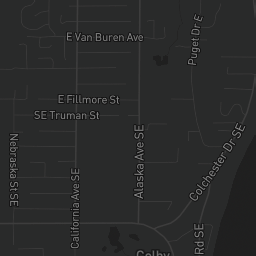 E Van Buren Ave
Puget Dr E
E Fillmore St
SE Truman St
Nebraska St SE
California Ave SE
Alaska Ave SE
Colchester Dr SE
Colby
Rd SE